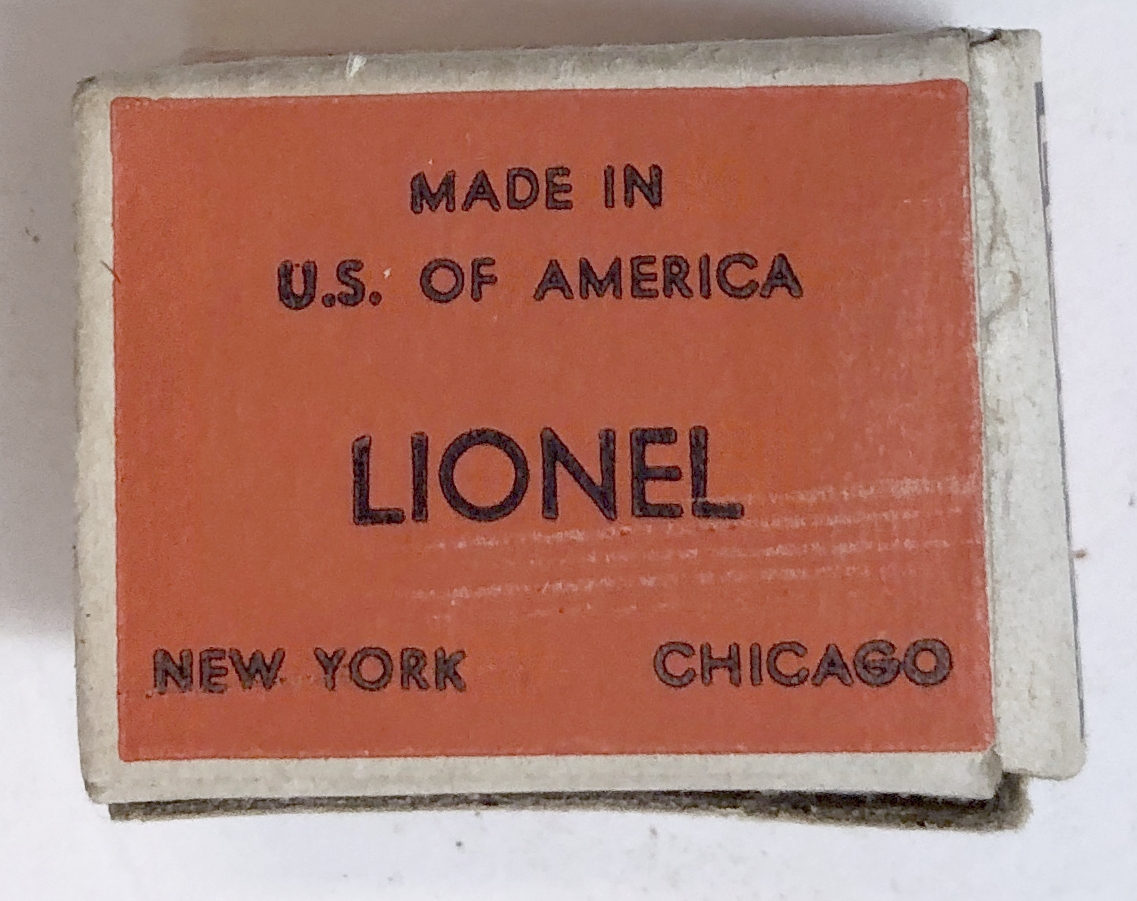 MADE IN
U.S. OF AMERICA
LIONEL
NEW YORK CHICAGO